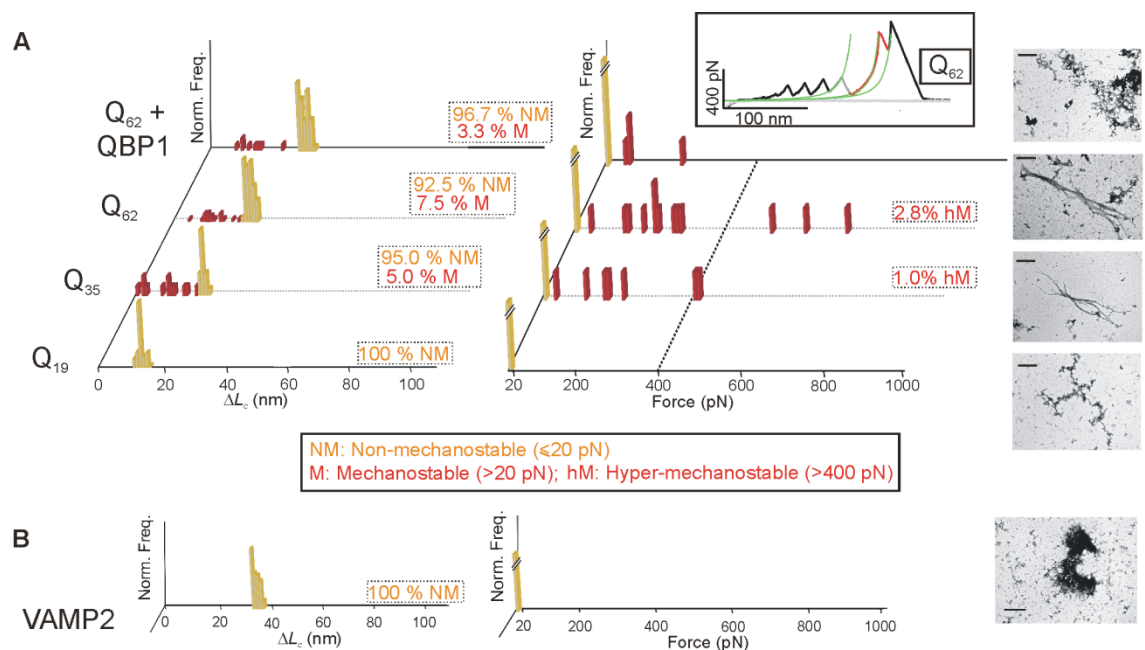 A
Norm. Freq.
Q62 +
QBP1
96.7 % NM
3.3 % M
Q62
92.5 % NM
7.5 % M
Q35
95.0 % NM
5.0 % M
Q19
100 % NM
0 20 40 60 80 100
ΔLc (nm)
Norm. Freq.
400 pN
100 nm
Q62
2.8% hM
1.0% hM
20 200 400 600 800 1000
Force (pN)
NM: Non-mechanostable (⩽20 pN)
M: Mechanostable (>20 pN); hM: Hyper-mechanostable (>400 pN)
B
Norm. Freq.
VAMP2
100 % NM
0 20 40 60 80 100
ΔLc (nm)
Norm. Freq.
20 200 400 600 800 1000
Force (pN)